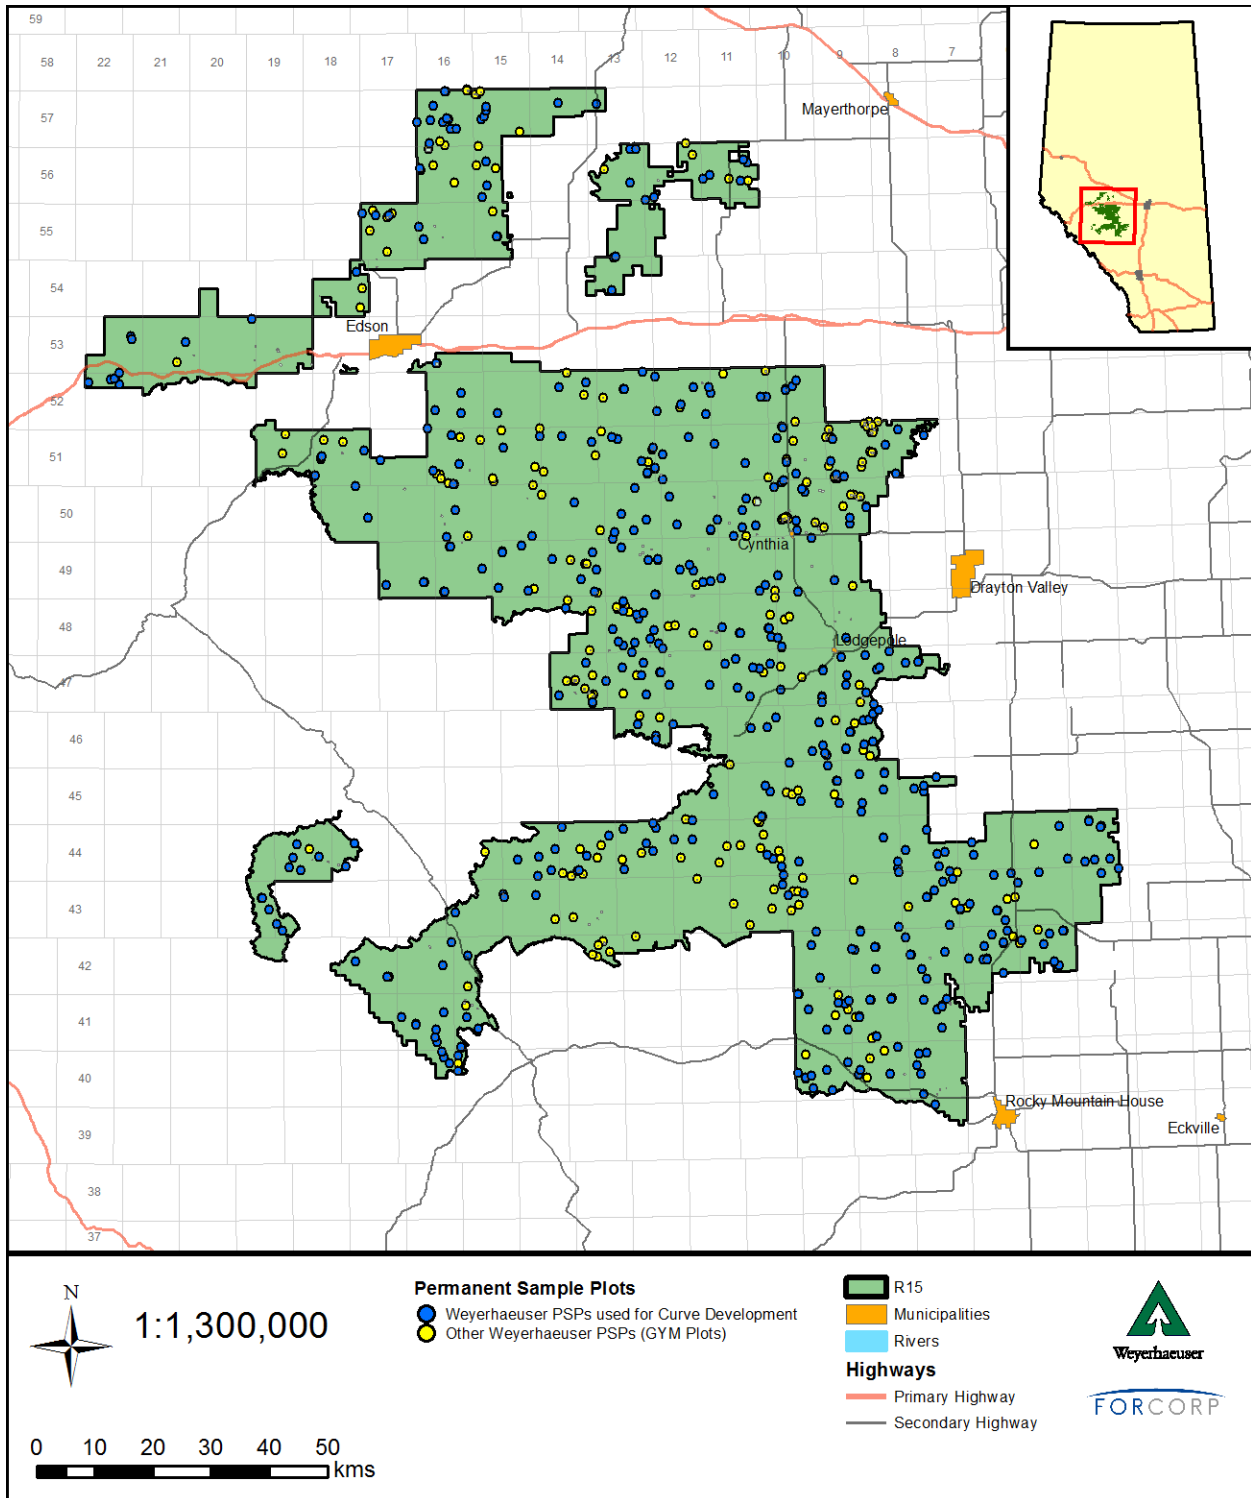 59
58
22
21
20
19
18
17
16
15
14
13
12
11
10
9
8
7
57
Mayerthorpe
56
55
54
Edson
53
52
51
50
Cynthia
49
Drayton Valley
48
Lodgepole
47
46
45
44
43
42
41
40
Rocky Mountain House
39
Eckville
38
37
N
1:1,300,000
0 10 20 30 40 50
kms
Permanent Sample Plots
Weyerhaeuser PSPs used for Curve Development
Other Weyerhaeuser PSPs (GYM Plots)
R15
Municipalities
Rivers
Highways
Primary Highway
Secondary Highway
Weyerhaeuser
FORCORP